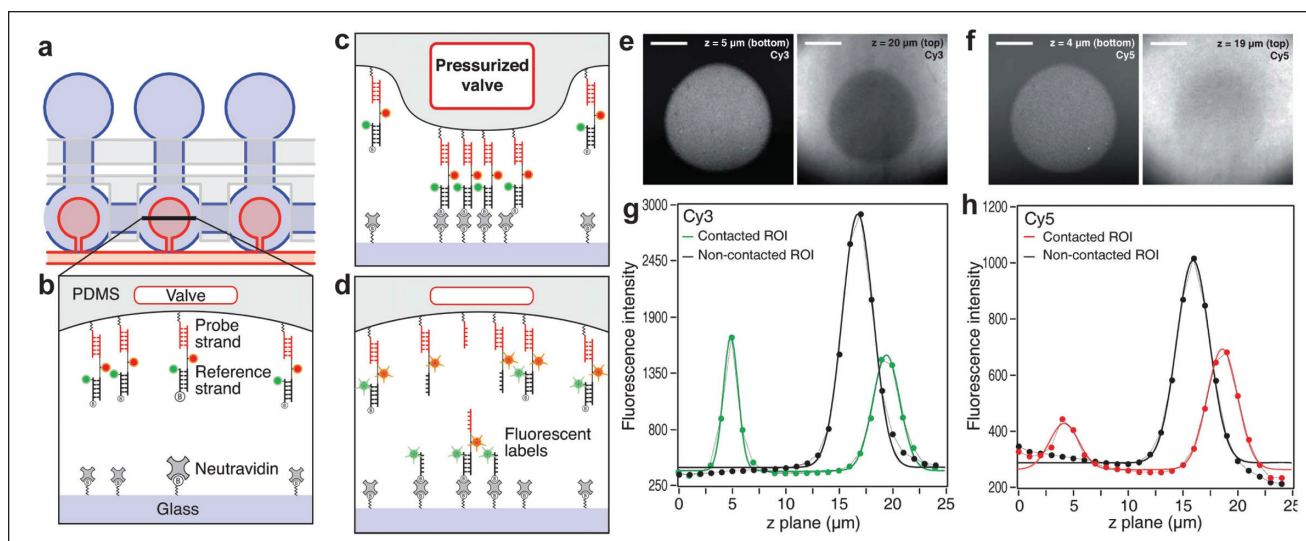 a
b
PDMS
Valve
Probe
strand
Reference
strand
B
Neutravidin
B
Glass
c
Pressurized
valve
d
Fluorescent
labels
e
z = 5 µm (bottom)
Cy3
z = 20 µm (top)
Cy3
f
z = 4 µm (bottom)
Cy5
z = 19 µm (top)
Cy5
g
Cy3
Contacted ROI
Non-contacted ROI
Fluorescence intensity
3000
2450
1900
1350
800
250
0 5 10 15 20 25
z plane (µm)
h
Cy5
Contacted ROI
Non-contacted ROI
Fluorescence intensity
1200
1000
800
600
400
200
0 5 10 15 20 25
z plane (µm)